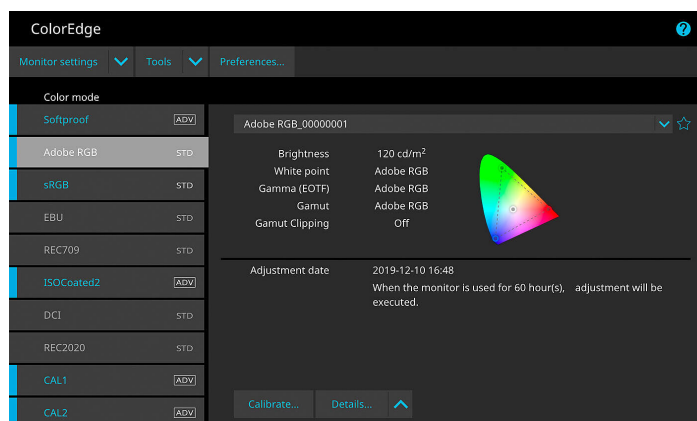 ColorEdge
Monitor settings Tools Preferences...
Color mode
Softproof ADV
Adobe RGB STD
sRGB STD
EBU STD
REC709 STD
ISOCoated2 ADV
DCI STD
REC2020 STD
CAL1 ADV
CAL2 ADV
Adobe RGB_00000001
Brightness 120 cd/m²
White point Adobe RGB
Gamma (EOTF) Adobe RGB
Gamut Adobe RGB
Gamut Clipping Off
Adjustment date 2019-12-10 16:48
When the monitor is used for 60 hour(s), adjustment will be
executed.
Calibrate... Details...